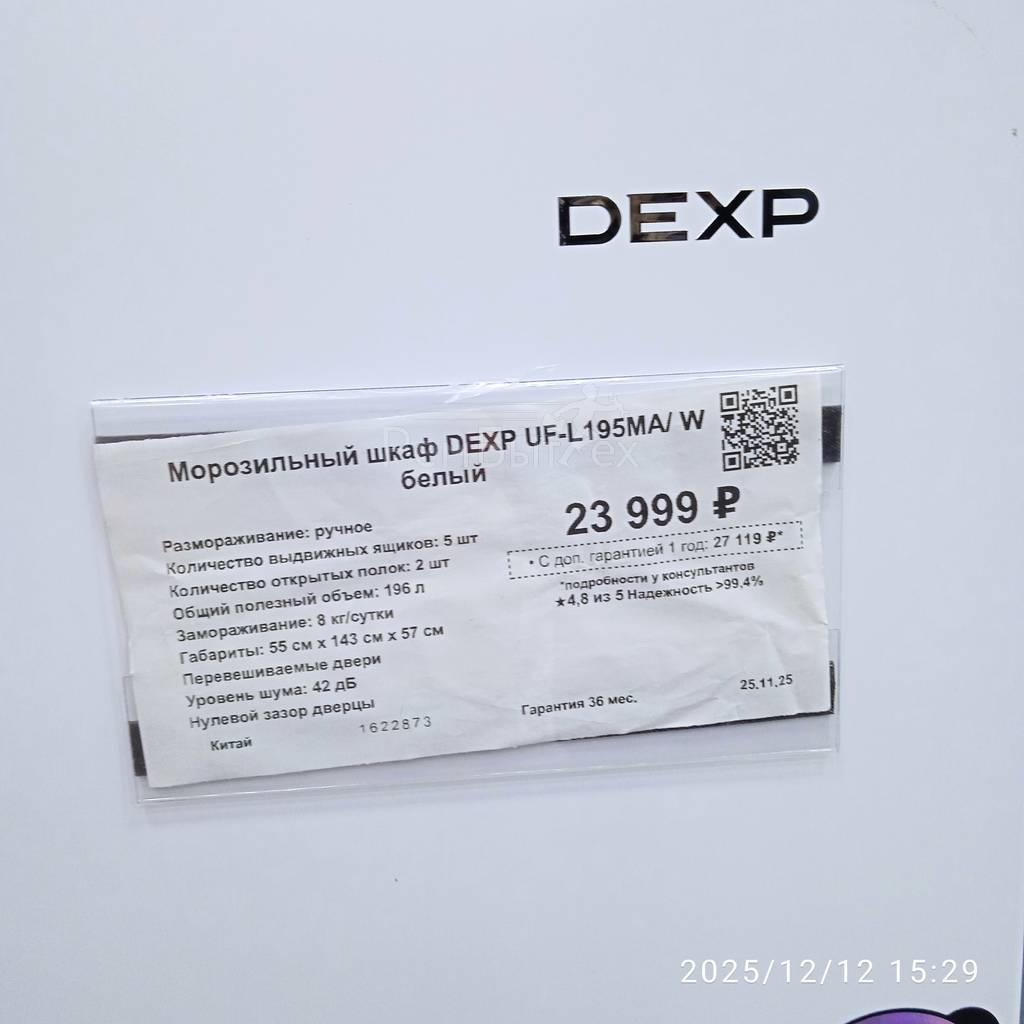 DEXP
Морозильный шкаф DEXP UF-L195MA/ W
белый
23 999 ₽
• С доп. гарантией 1 год: 27 119 ₽*
*подробности у консультантов
★4,8 из 5 Надежность >99,4%
Размораживание: ручное
Количество выдвижных ящиков: 5 шт
Количество открытых полок: 2 шт
Общий полезный объем: 196 л
Замораживание: 8 кг/сутки
Габариты: 55 см x 143 см x 57 см
Перевешиваемые двери
Уровень шума: 42 дБ
Нулевой зазор дверцы
Китай
1622873
Гарантия 36 мес.
25.11.25
2025/12/12 15:29